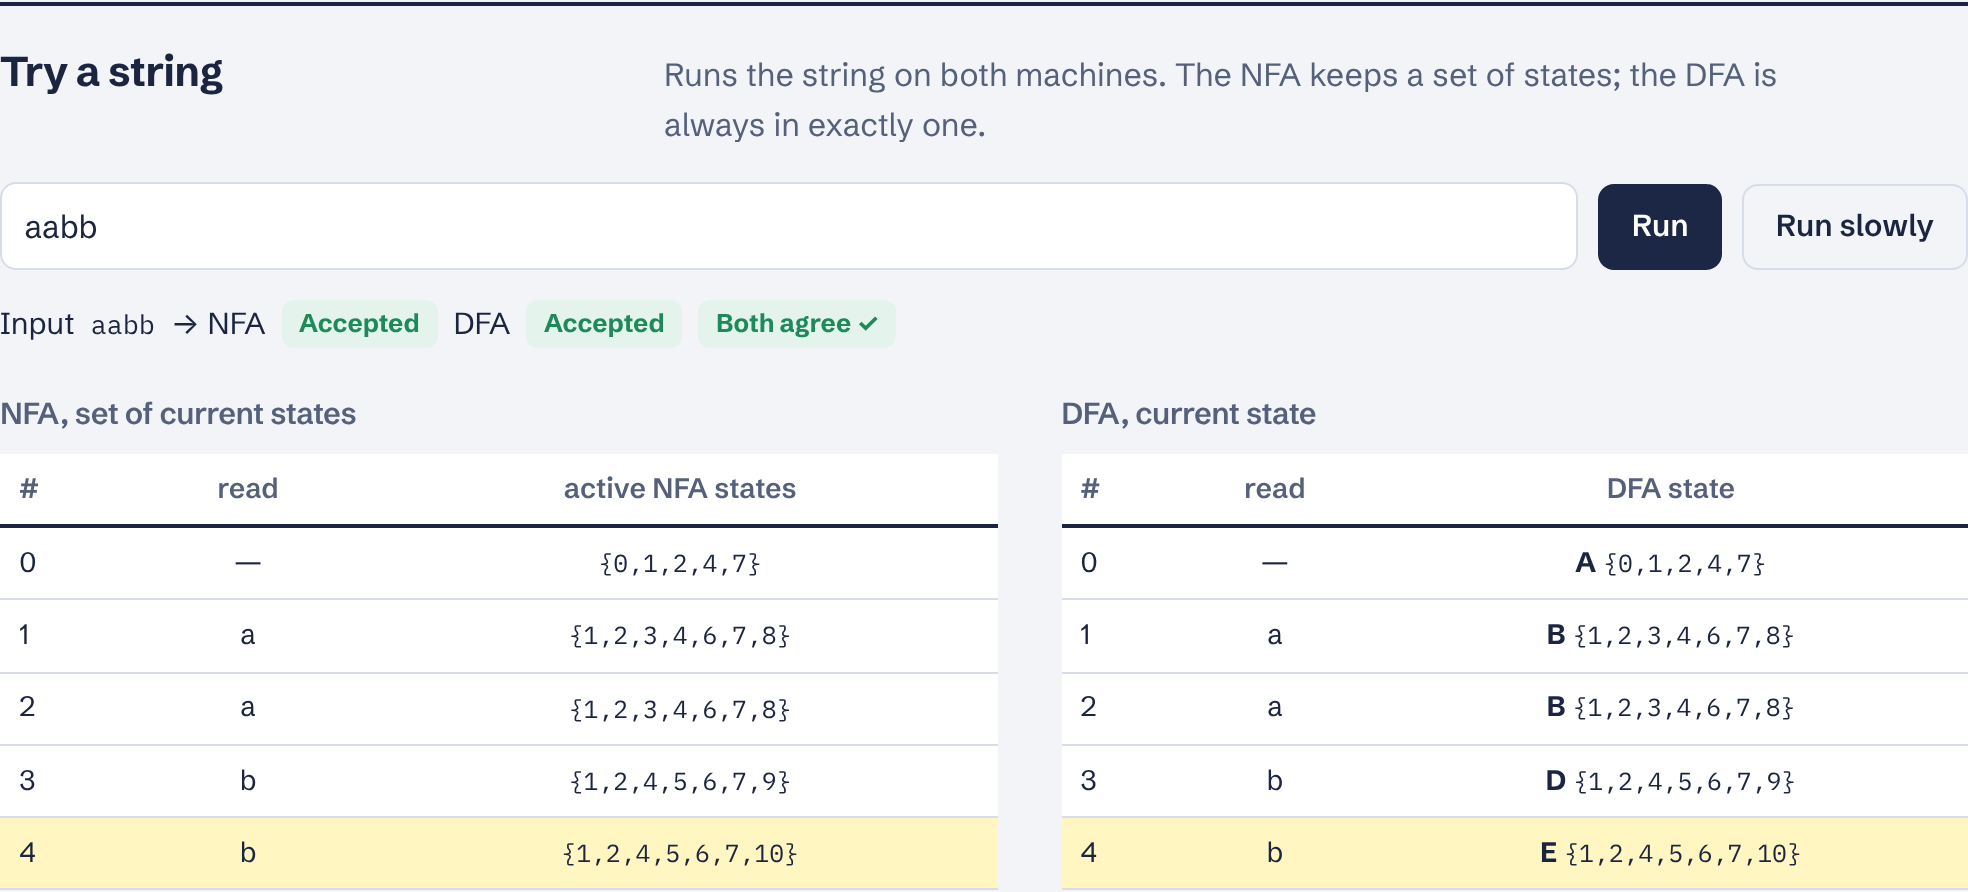 Try a string
Runs the string on both machines. The NFA keeps a set of states; the DFA is
always in exactly one.
aabb
Run
Run slowly
Input aabb → NFA Accepted DFA Accepted Both agree ✓
NFA, set of current states
# read active NFA states
0 — {0,1,2,4,7}
1 a {1,2,3,4,6,7,8}
2 a {1,2,3,4,6,7,8}
3 b {1,2,4,5,6,7,9}
4 b {1,2,4,5,6,7,10}
DFA, current state
# read DFA state
0 — A {0,1,2,4,7}
1 a B {1,2,3,4,6,7,8}
2 a B {1,2,3,4,6,7,8}
3 b D {1,2,4,5,6,7,9}
4 b E {1,2,4,5,6,7,10}